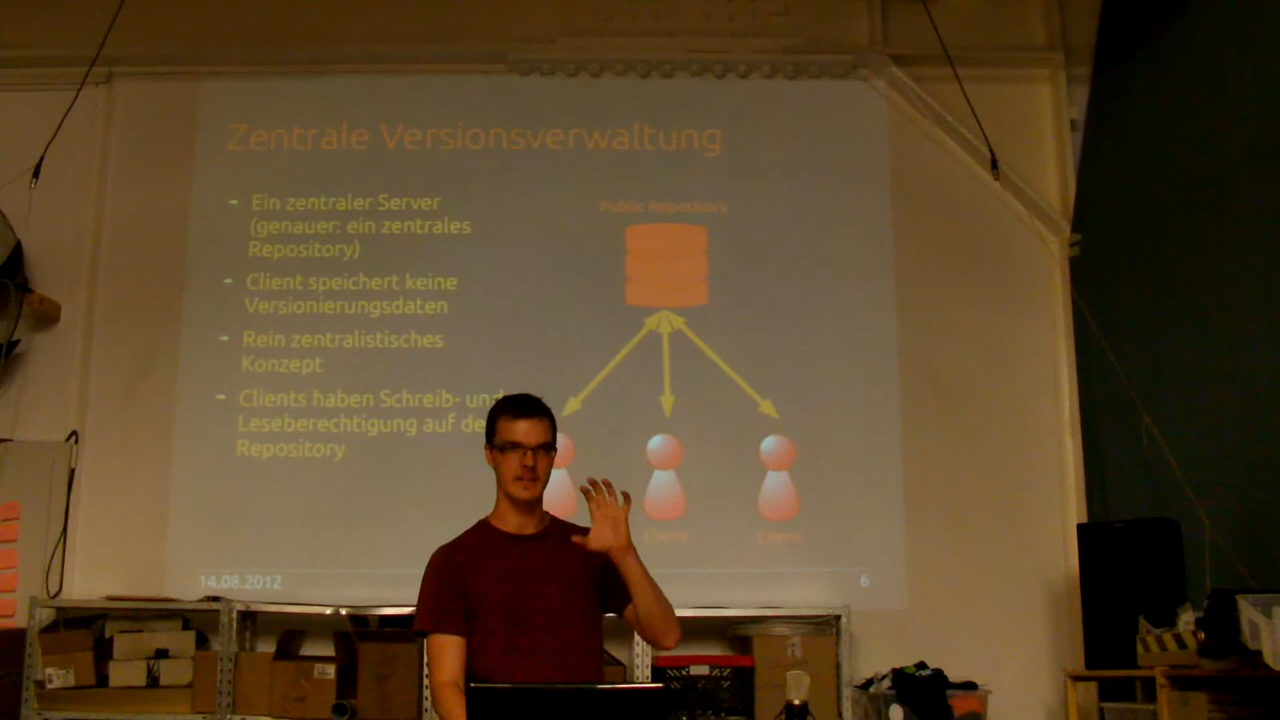 Zentrale Versionsverwaltung
Ein zentraler Server
(genauer: ein zentrales
Repository)
Client speichert keine
Versionierungsdaten
Rein zentralistisches
Konzept
Clients haben Schreib- und
Leseberechtigung auf de
Repository
Public Repository
Client
Client
14.08.2012
6